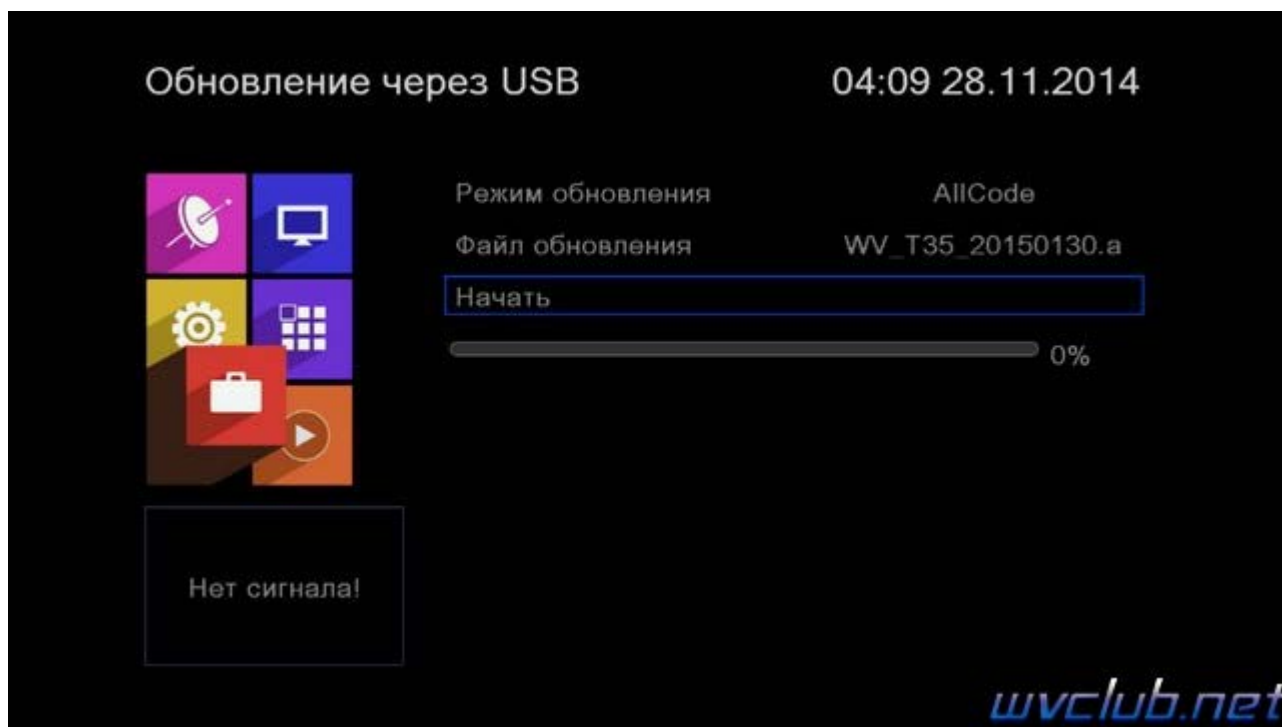 Обновление через USB 04:09 28.11.2014
Режим обновления AllCode
Файл обновления WV_T35_20150130.a
Начать
0%
Нет сигнала!
wvclub.net